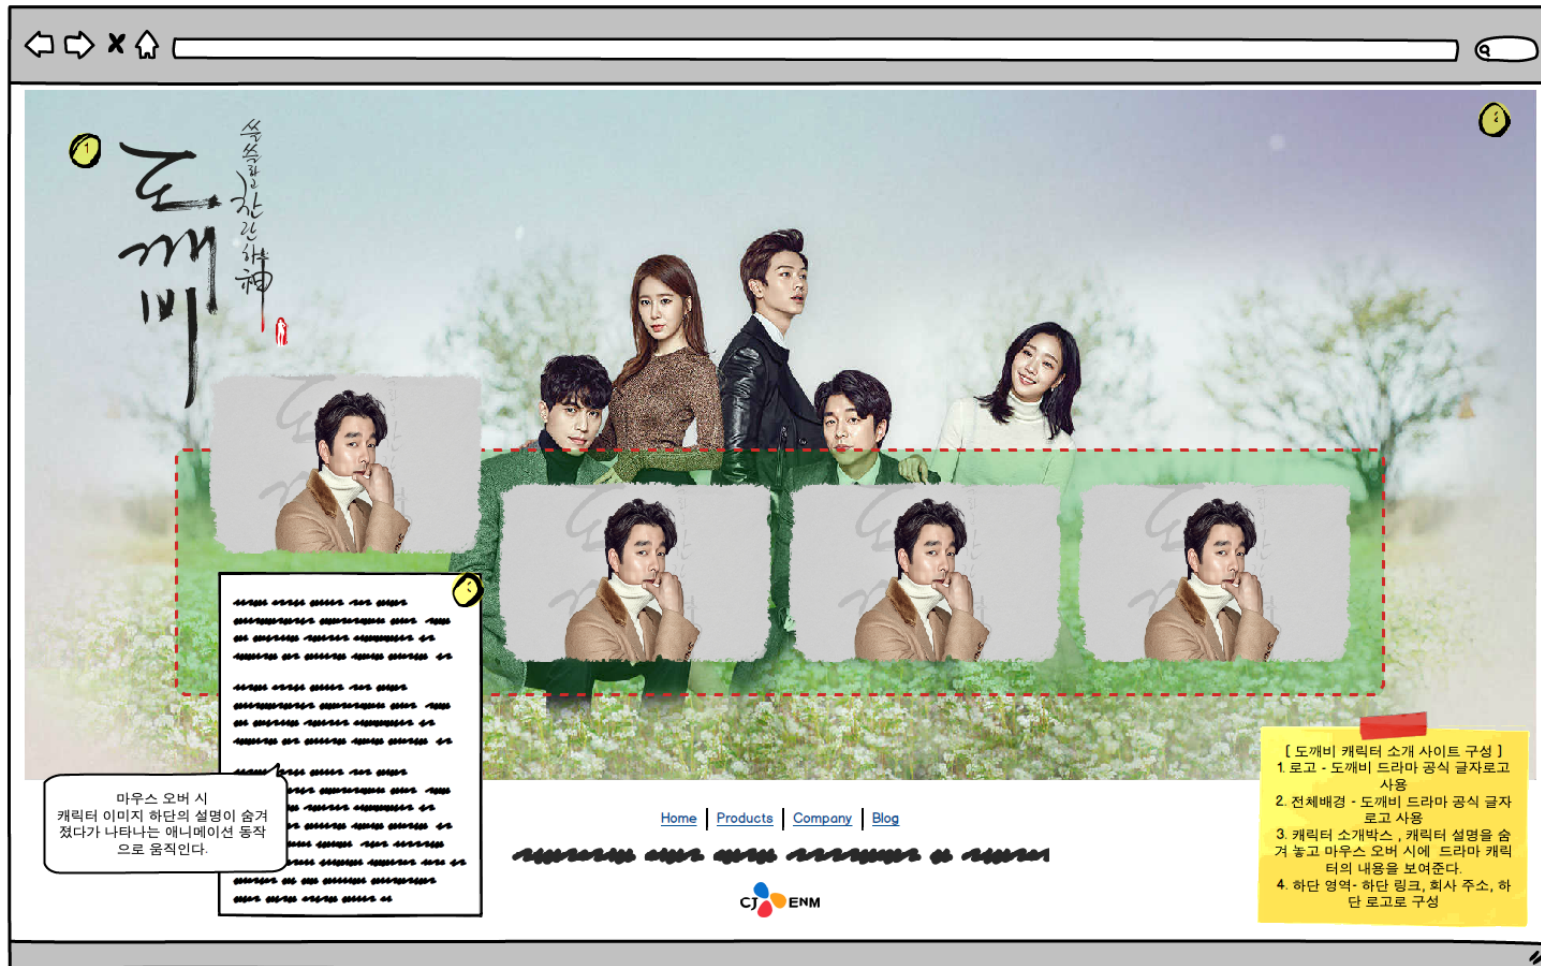 1
도
깨
비
쓸쓸하고 찬란하神
2
마우스 오버 시
캐릭터 이미지 하단의 설명이 숨겨
졌다가 나타나는 애니메이션 동작
으로 움직인다.
Home | Products | Company | Blog
CJ ENM
[ 도깨비 캐릭터 소개 사이트 구성 ]
1. 로고 - 도깨비 드라마 공식 글자로고
사용
2. 전체배경 - 도깨비 드라마 공식 글자
로고 사용
3. 캐릭터 소개박스 , 캐릭터 설명을 숨
겨 놓고 마우스 오버 시에 드라마 캐릭
터의 내용을 보여준다.
4. 하단 영역- 하단 링크, 회사 주소, 하
단 로고로 구성